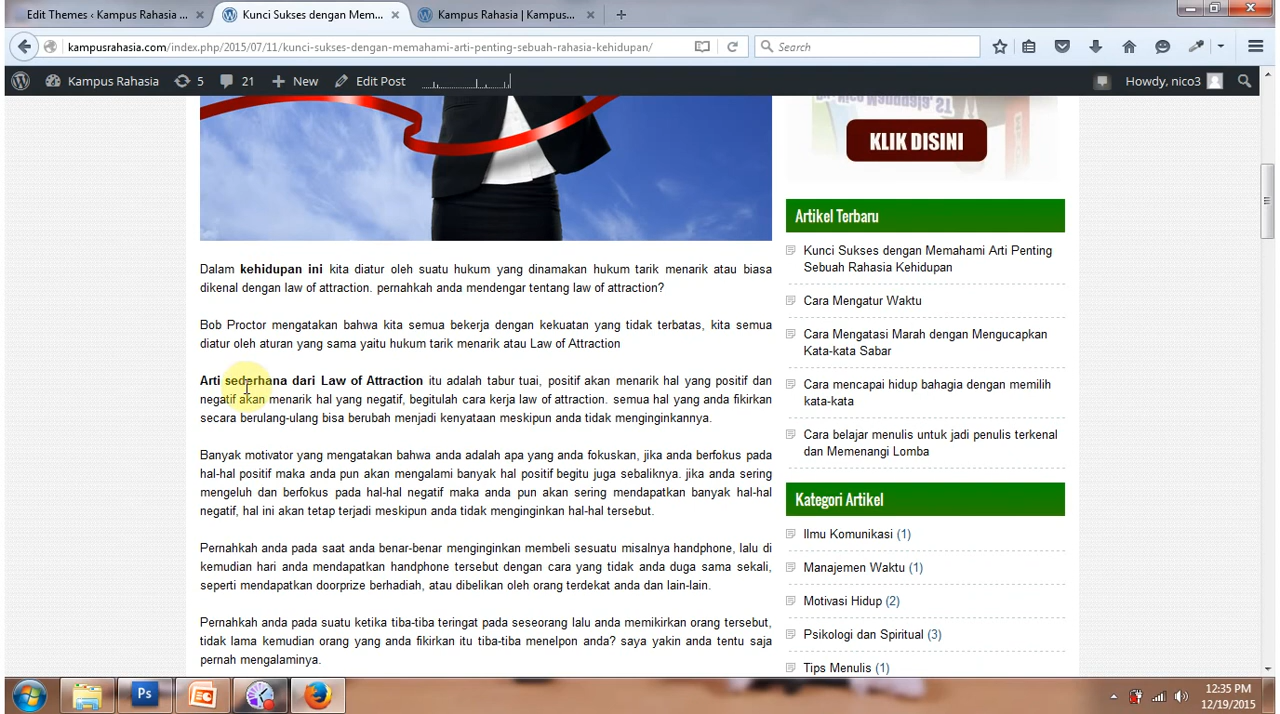 Edit Themes ‹ Kampus Rahasia ...
Kunci Sukses dengan Mem...
Kampus Rahasia | Kampus...
kampusrahasia.com/index.php/2015/07/11/kunci-sukses-dengan-memahami-arti-penting-sebuah-rahasia-kehidupan/
Search
Kampus Rahasia
5
21
New
Edit Post
Howdy, nico3
KLIK DISINI
Dalam kehidupan ini kita diatur oleh suatu hukum yang dinamakan hukum tarik menarik atau biasa
dikenal dengan law of attraction. pernahkah anda mendengar tentang law of attraction?
Bob Proctor mengatakan bahwa kita semua bekerja dengan kekuatan yang tidak terbatas, kita semua
diatur oleh aturan yang sama yaitu hukum tarik menarik atau Law of Attraction
Arti sederhana dari Law of Attraction itu adalah tabur tuai, positif akan menarik hal yang positif dan
negatif akan menarik hal yang negatif, begitulah cara kerja law of attraction. semua hal yang anda fikirkan
secara berulang-ulang bisa berubah menjadi kenyataan meskipun anda tidak menginginkannya.
Banyak motivator yang mengatakan bahwa anda adalah apa yang anda fokuskan, jika anda berfokus pada
hal-hal positif maka anda pun akan mengalami banyak hal positif begitu juga sebaliknya. jika anda sering
mengeluh dan berfokus pada hal-hal negatif maka anda pun akan sering mendapatkan banyak hal-hal
negatif, hal ini akan tetap terjadi meskipun anda tidak menginginkan hal-hal tersebut.
Pernahkah anda pada saat anda benar-benar menginginkan membeli sesuatu misalnya handphone, lalu di
kemudian hari anda mendapatkan handphone tersebut dengan cara yang tidak anda duga sama sekali,
seperti mendapatkan doorprize berhadiah, atau dibelikan oleh orang terdekat anda dan lain-lain.
Pernahkah anda pada suatu ketika tiba-tiba teringat pada seseorang lalu anda memikirkan orang tersebut,
tidak lama kemudian orang yang anda fikirkan itu tiba-tiba menelpon anda? saya yakin anda tentu saja
pernah mengalaminya.
Artikel Terbaru
Kunci Sukses dengan Memahami Arti Penting
Sebuah Rahasia Kehidupan
Cara Mengatur Waktu
Cara Mengatasi Marah dengan Mengucapkan
Kata-kata Sabar
Cara mencapai hidup bahagia dengan memilih
kata-kata
Cara belajar menulis untuk jadi penulis terkenal
dan Memenangi Lomba
Kategori Artikel
Ilmu Komunikasi (1)
Manajemen Waktu (1)
Motivasi Hidup (2)
Psikologi dan Spiritual (3)
Tips Menulis (1)
Ps
12:35 PM
12/19/2015